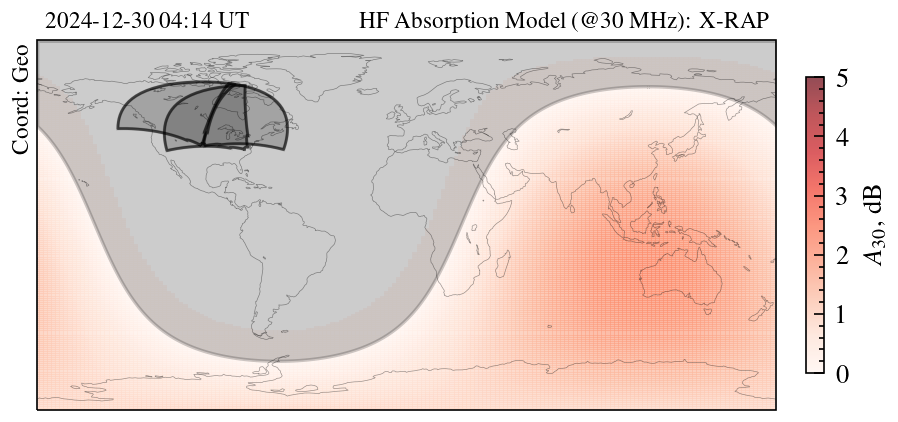 2024-12-30 04:14 UT
HF Absorption Model (@30 MHz): X-RAP
Coord: Geo
5
4
3
2
1
0
A30, dB